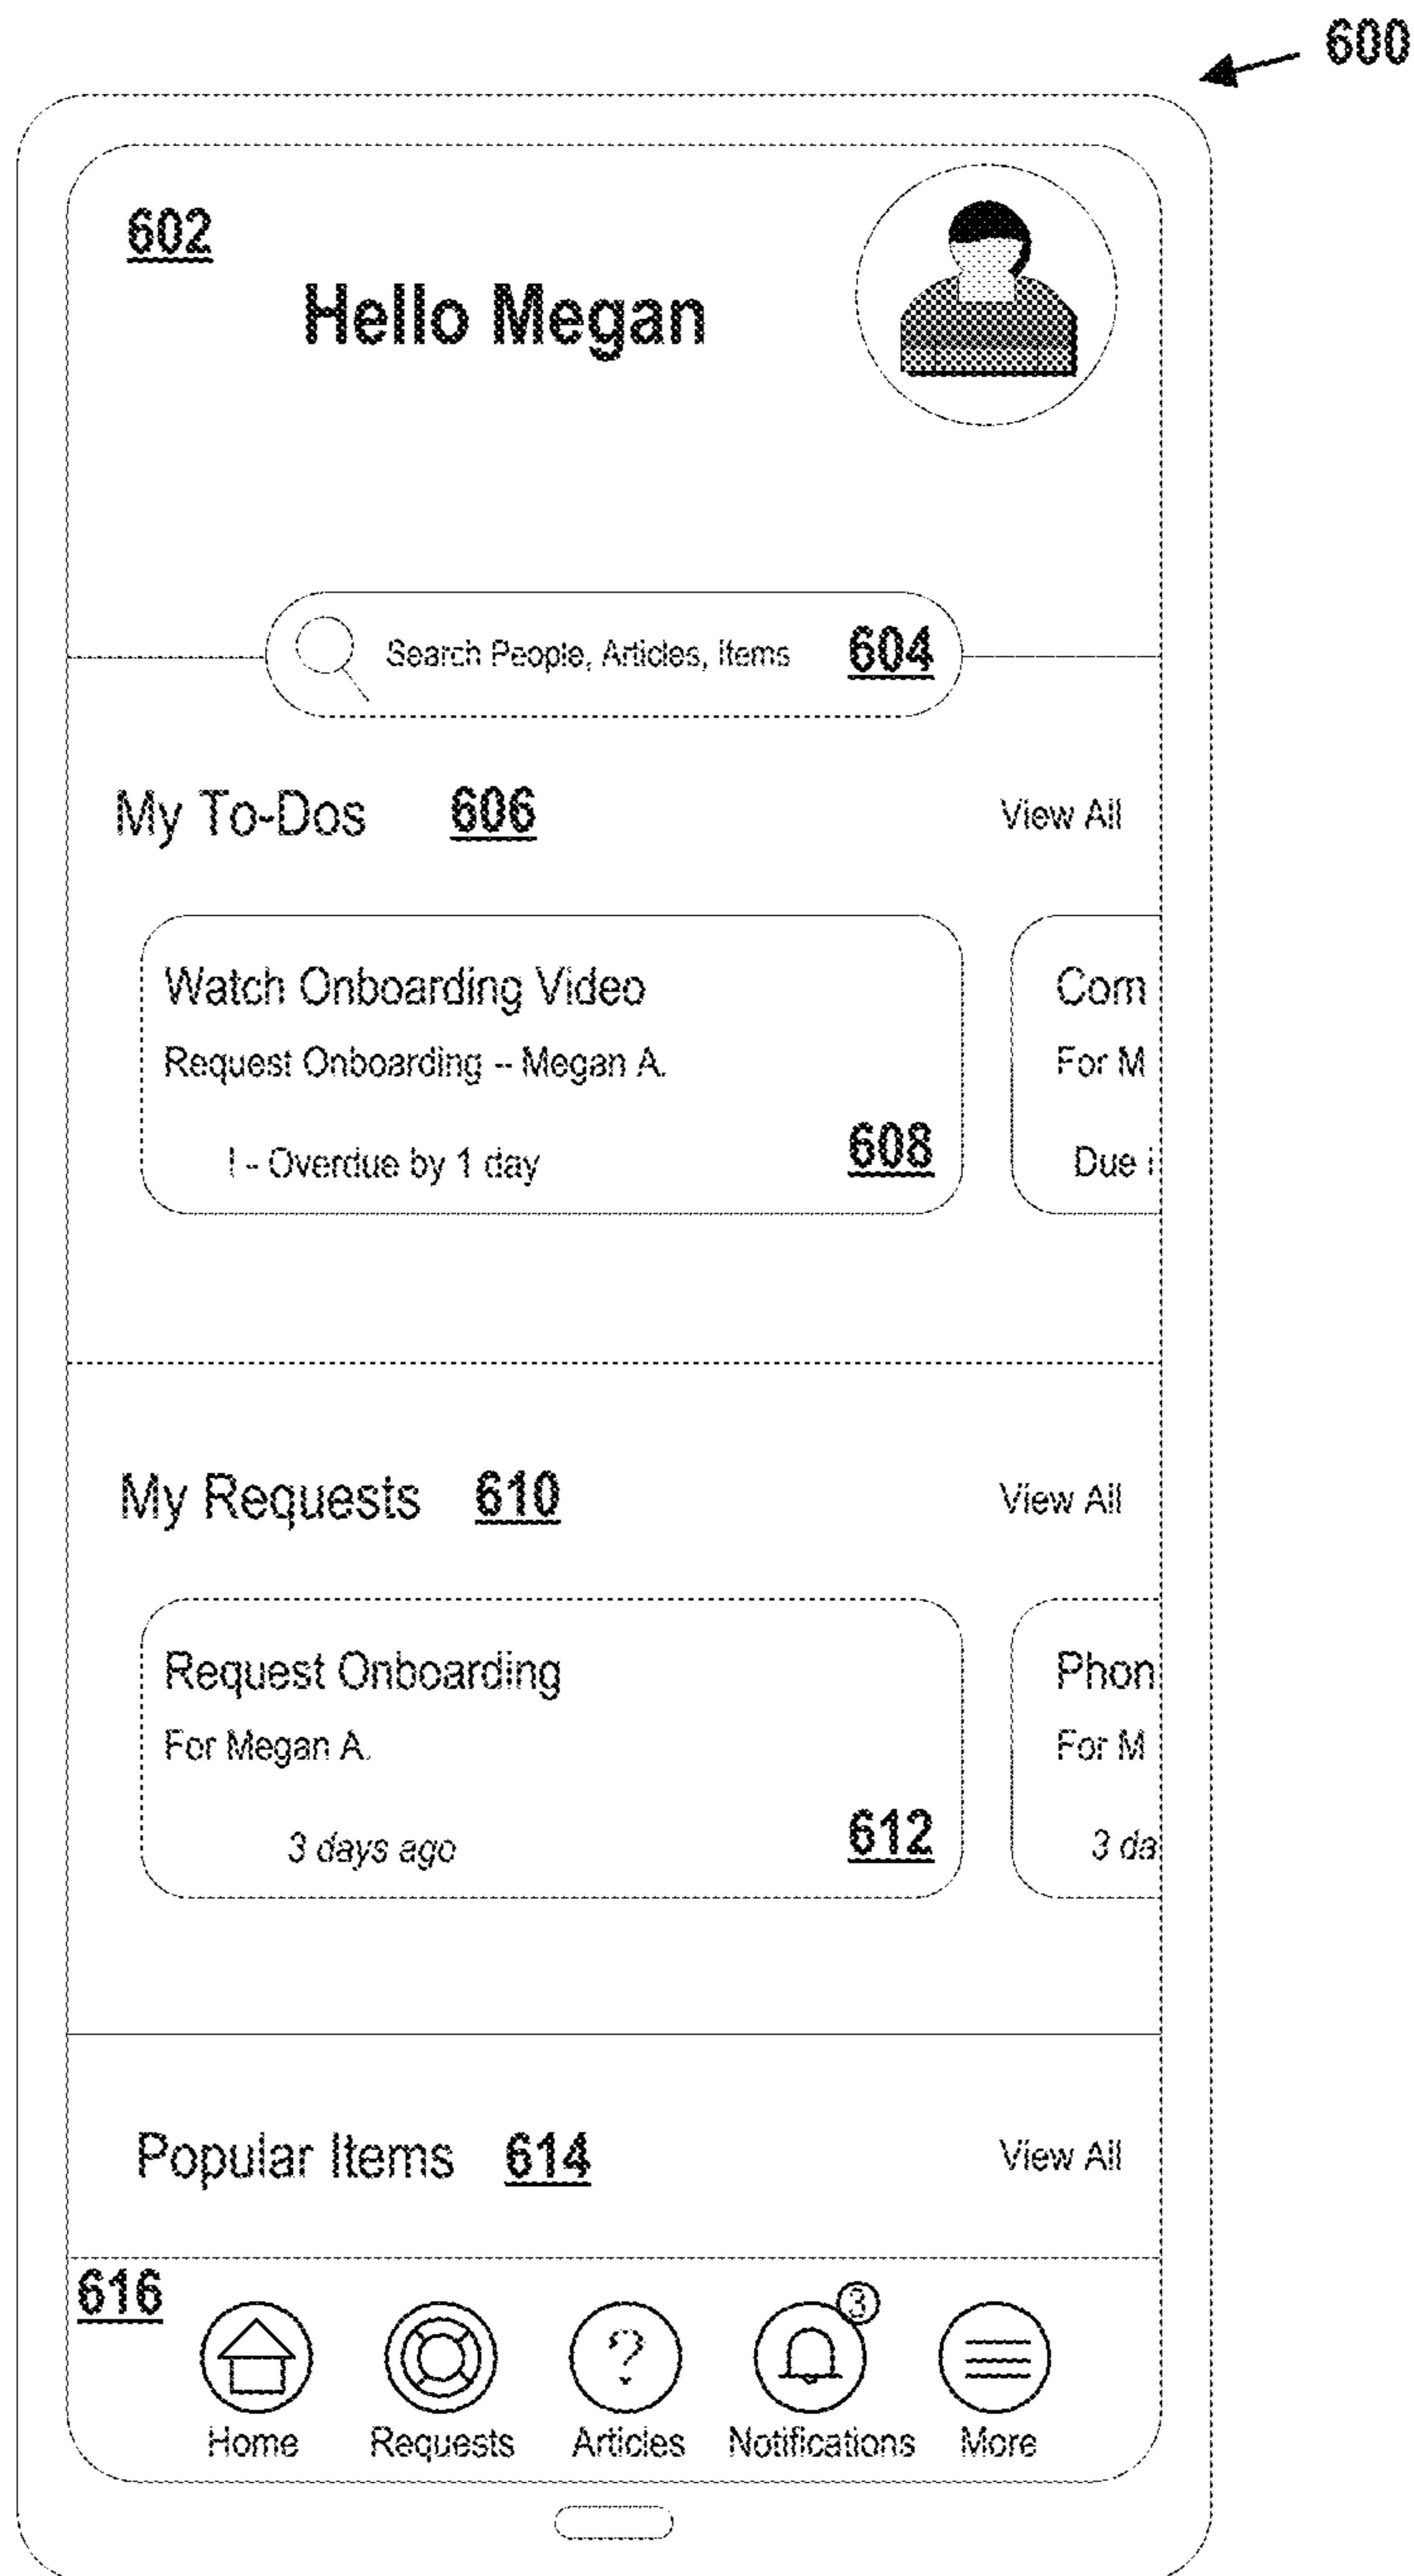 600
602
Hello Megan
Search People, Articles, Items 604
My To-Dos 606 View All
Watch Onboarding Video
Request Onboarding -- Megan A.
! - Overdue by 1 day 608
Com
For M
Due i
My Requests 610 View All
Request Onboarding
For Megan A.
3 days ago 612
Phon
For M
3 da
Popular Items 614 View All
616
3
Home Requests Articles Notifications More